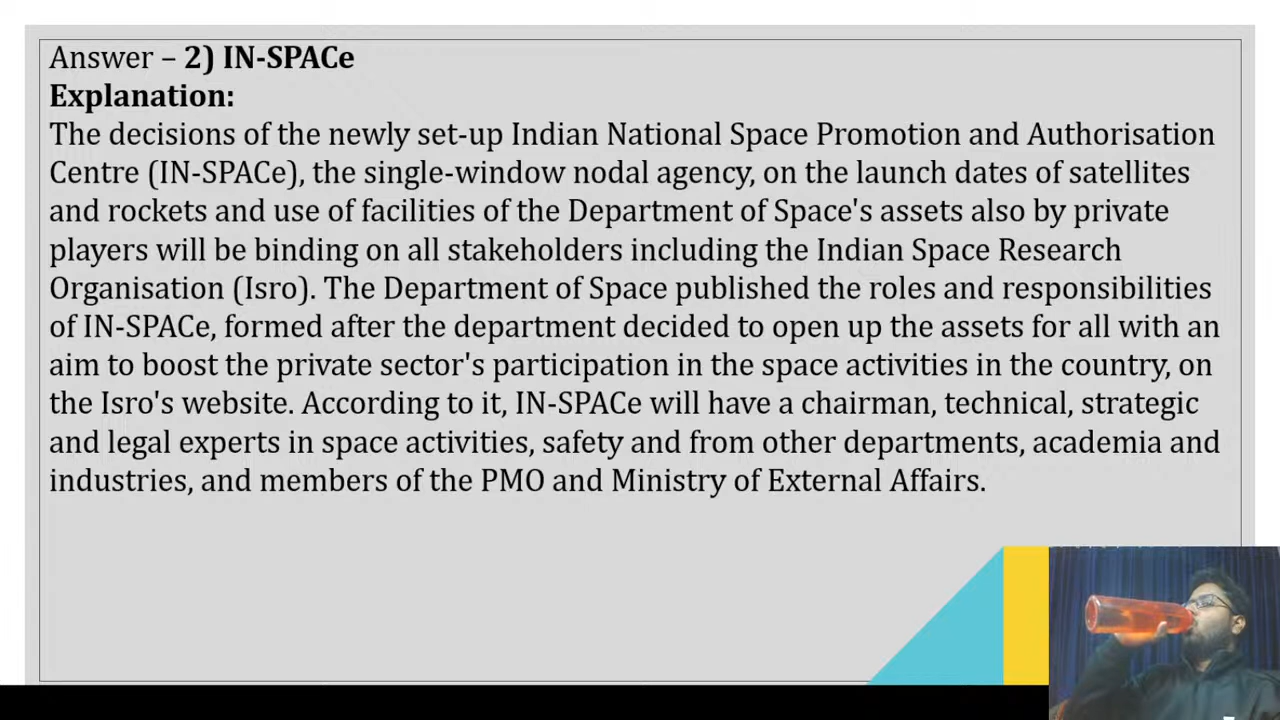 Answer – 2) IN-SPACe
Explanation:
The decisions of the newly set-up Indian National Space Promotion and Authorisation
Centre (IN-SPACe), the single-window nodal agency, on the launch dates of satellites
and rockets and use of facilities of the Department of Space's assets also by private
players will be binding on all stakeholders including the Indian Space Research
Organisation (Isro). The Department of Space published the roles and responsibilities
of IN-SPACe, formed after the department decided to open up the assets for all with an
aim to boost the private sector's participation in the space activities in the country, on
the Isro's website. According to it, IN-SPACe will have a chairman, technical, strategic
and legal experts in space activities, safety and from other departments, academia and
industries, and members of the PMO and Ministry of External Affairs.